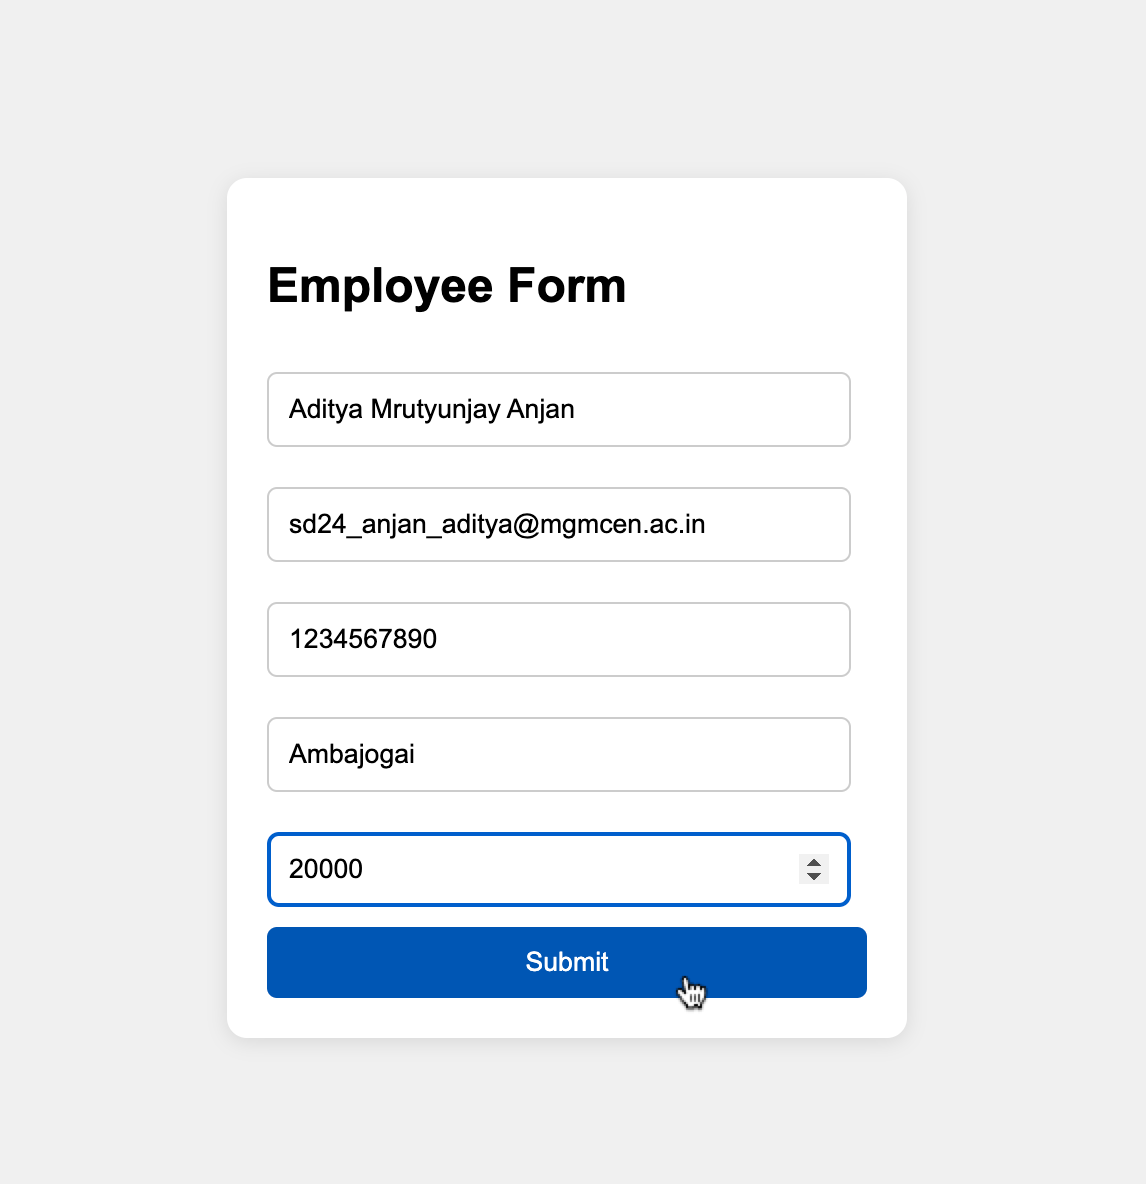 Employee Form
Aditya Mrutyunjay Anjan
sd24_anjan_aditya@mgmcen.ac.in
1234567890
Ambajogai
20000
Submit